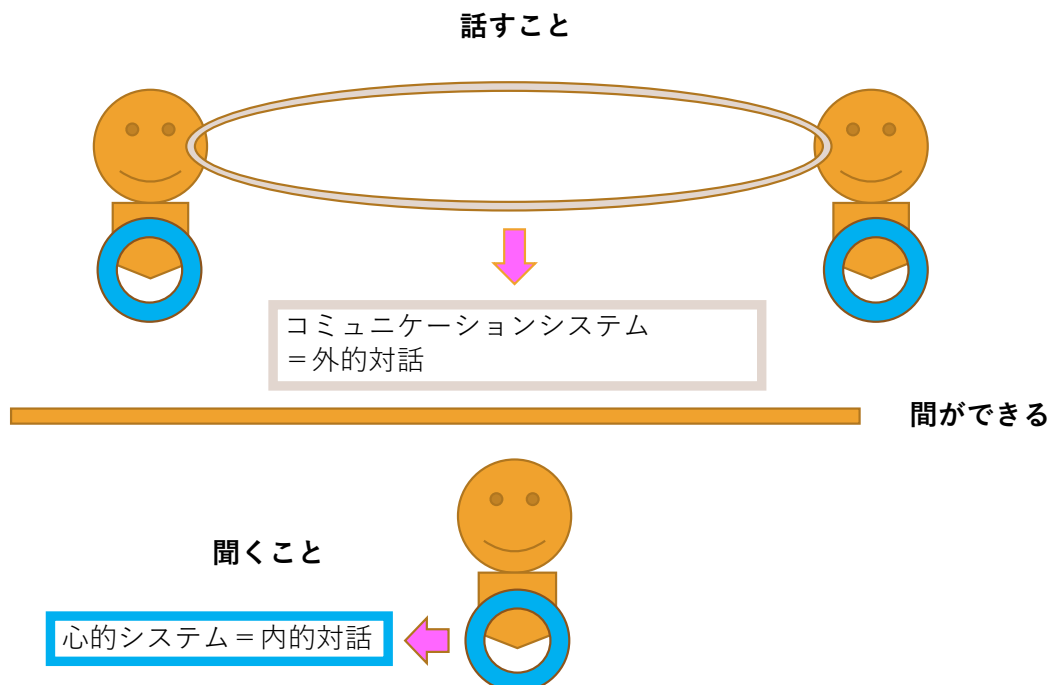 話すこと
コミュニケーションシステム
＝外的対話
間ができる
聞くこと
心的システム＝内的対話